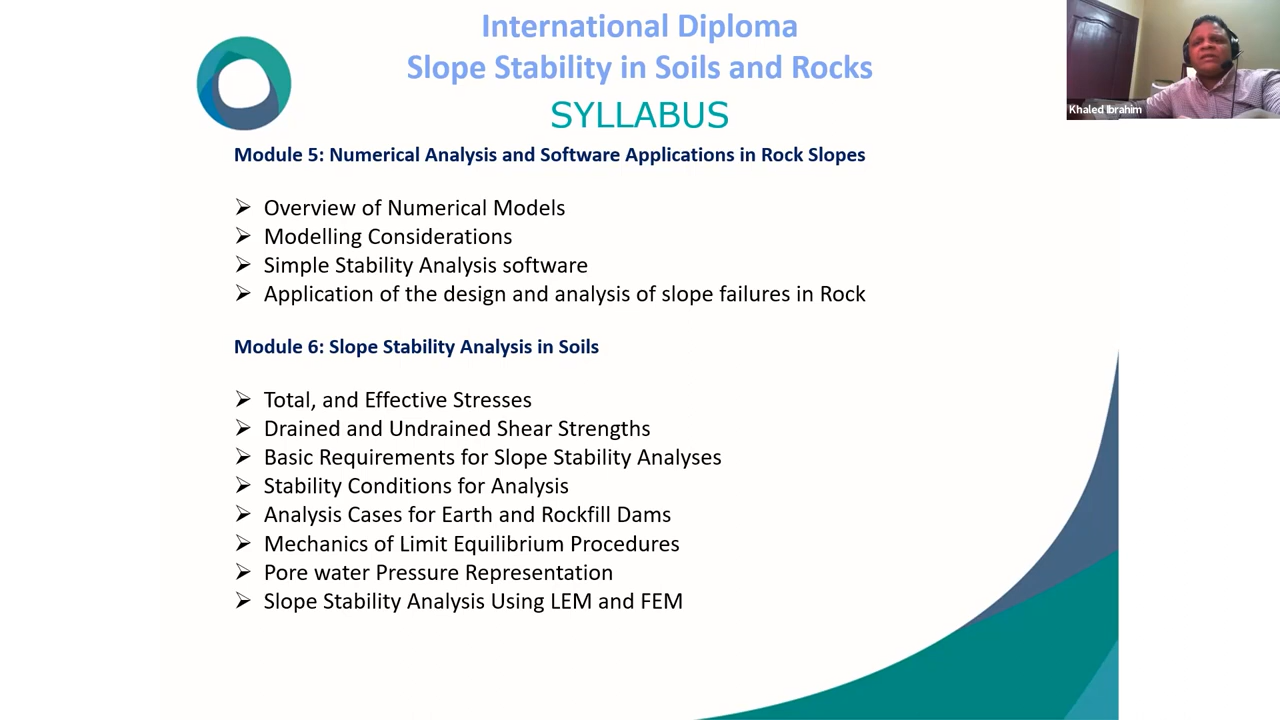 International Diploma
Slope Stability in Soils and Rocks
SYLLABUS
Khaled Ibrahim
Module 5: Numerical Analysis and Software Applications in Rock Slopes
➢ Overview of Numerical Models
➢ Modelling Considerations
➢ Simple Stability Analysis software
➢ Application of the design and analysis of slope failures in Rock
Module 6: Slope Stability Analysis in Soils
➢ Total, and Effective Stresses
➢ Drained and Undrained Shear Strengths
➢ Basic Requirements for Slope Stability Analyses
➢ Stability Conditions for Analysis
➢ Analysis Cases for Earth and Rockfill Dams
➢ Mechanics of Limit Equilibrium Procedures
➢ Pore water Pressure Representation
➢ Slope Stability Analysis Using LEM and FEM